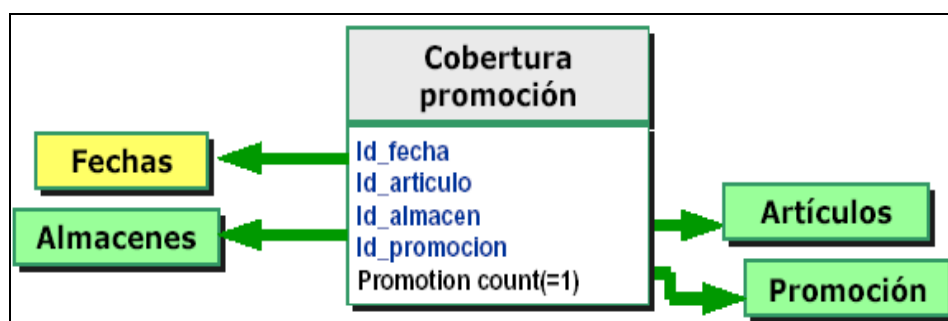 Cobertura
promoción
Id_fecha
Id_articulo
Id_almacen
Id_promocion
Promotion count(=1)
Fechas
Almacenes
Artículos
Promoción